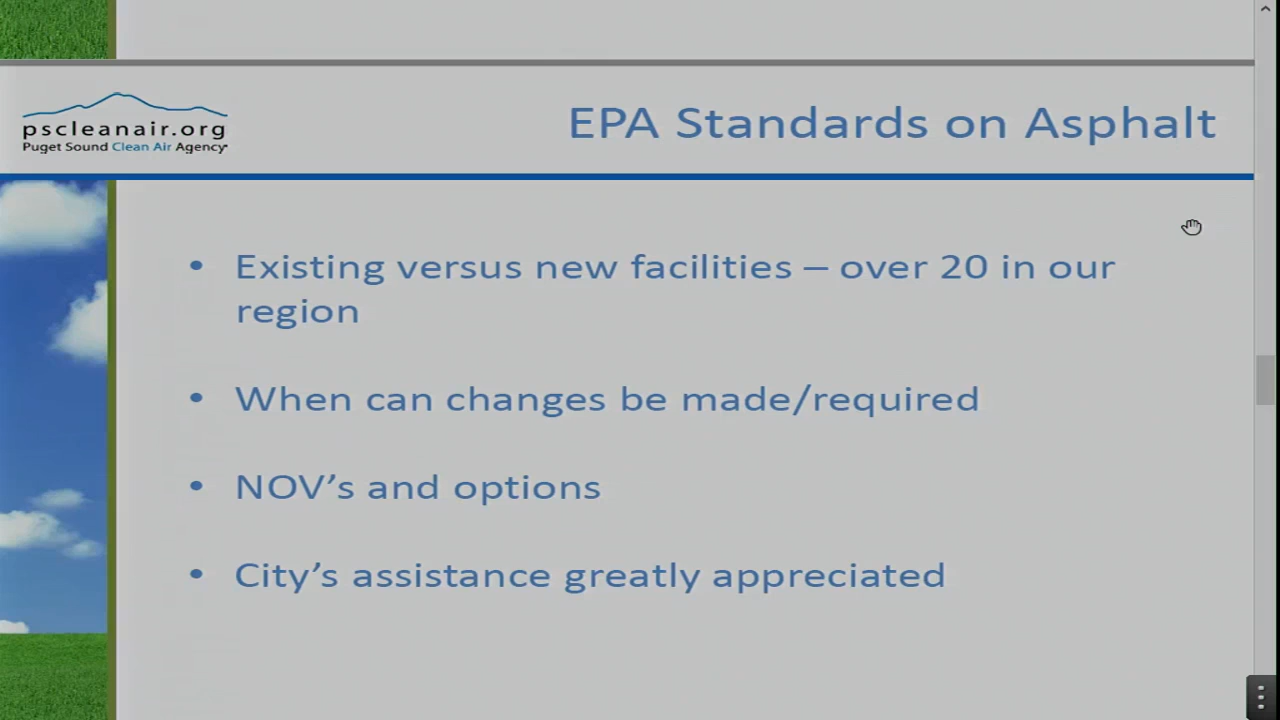 pscleanair.org
Puget Sound Clean Air Agency
EPA Standards on Asphalt
• Existing versus new facilities – over 20 in our
region
• When can changes be made/required
• NOV’s and options
• City’s assistance greatly appreciated